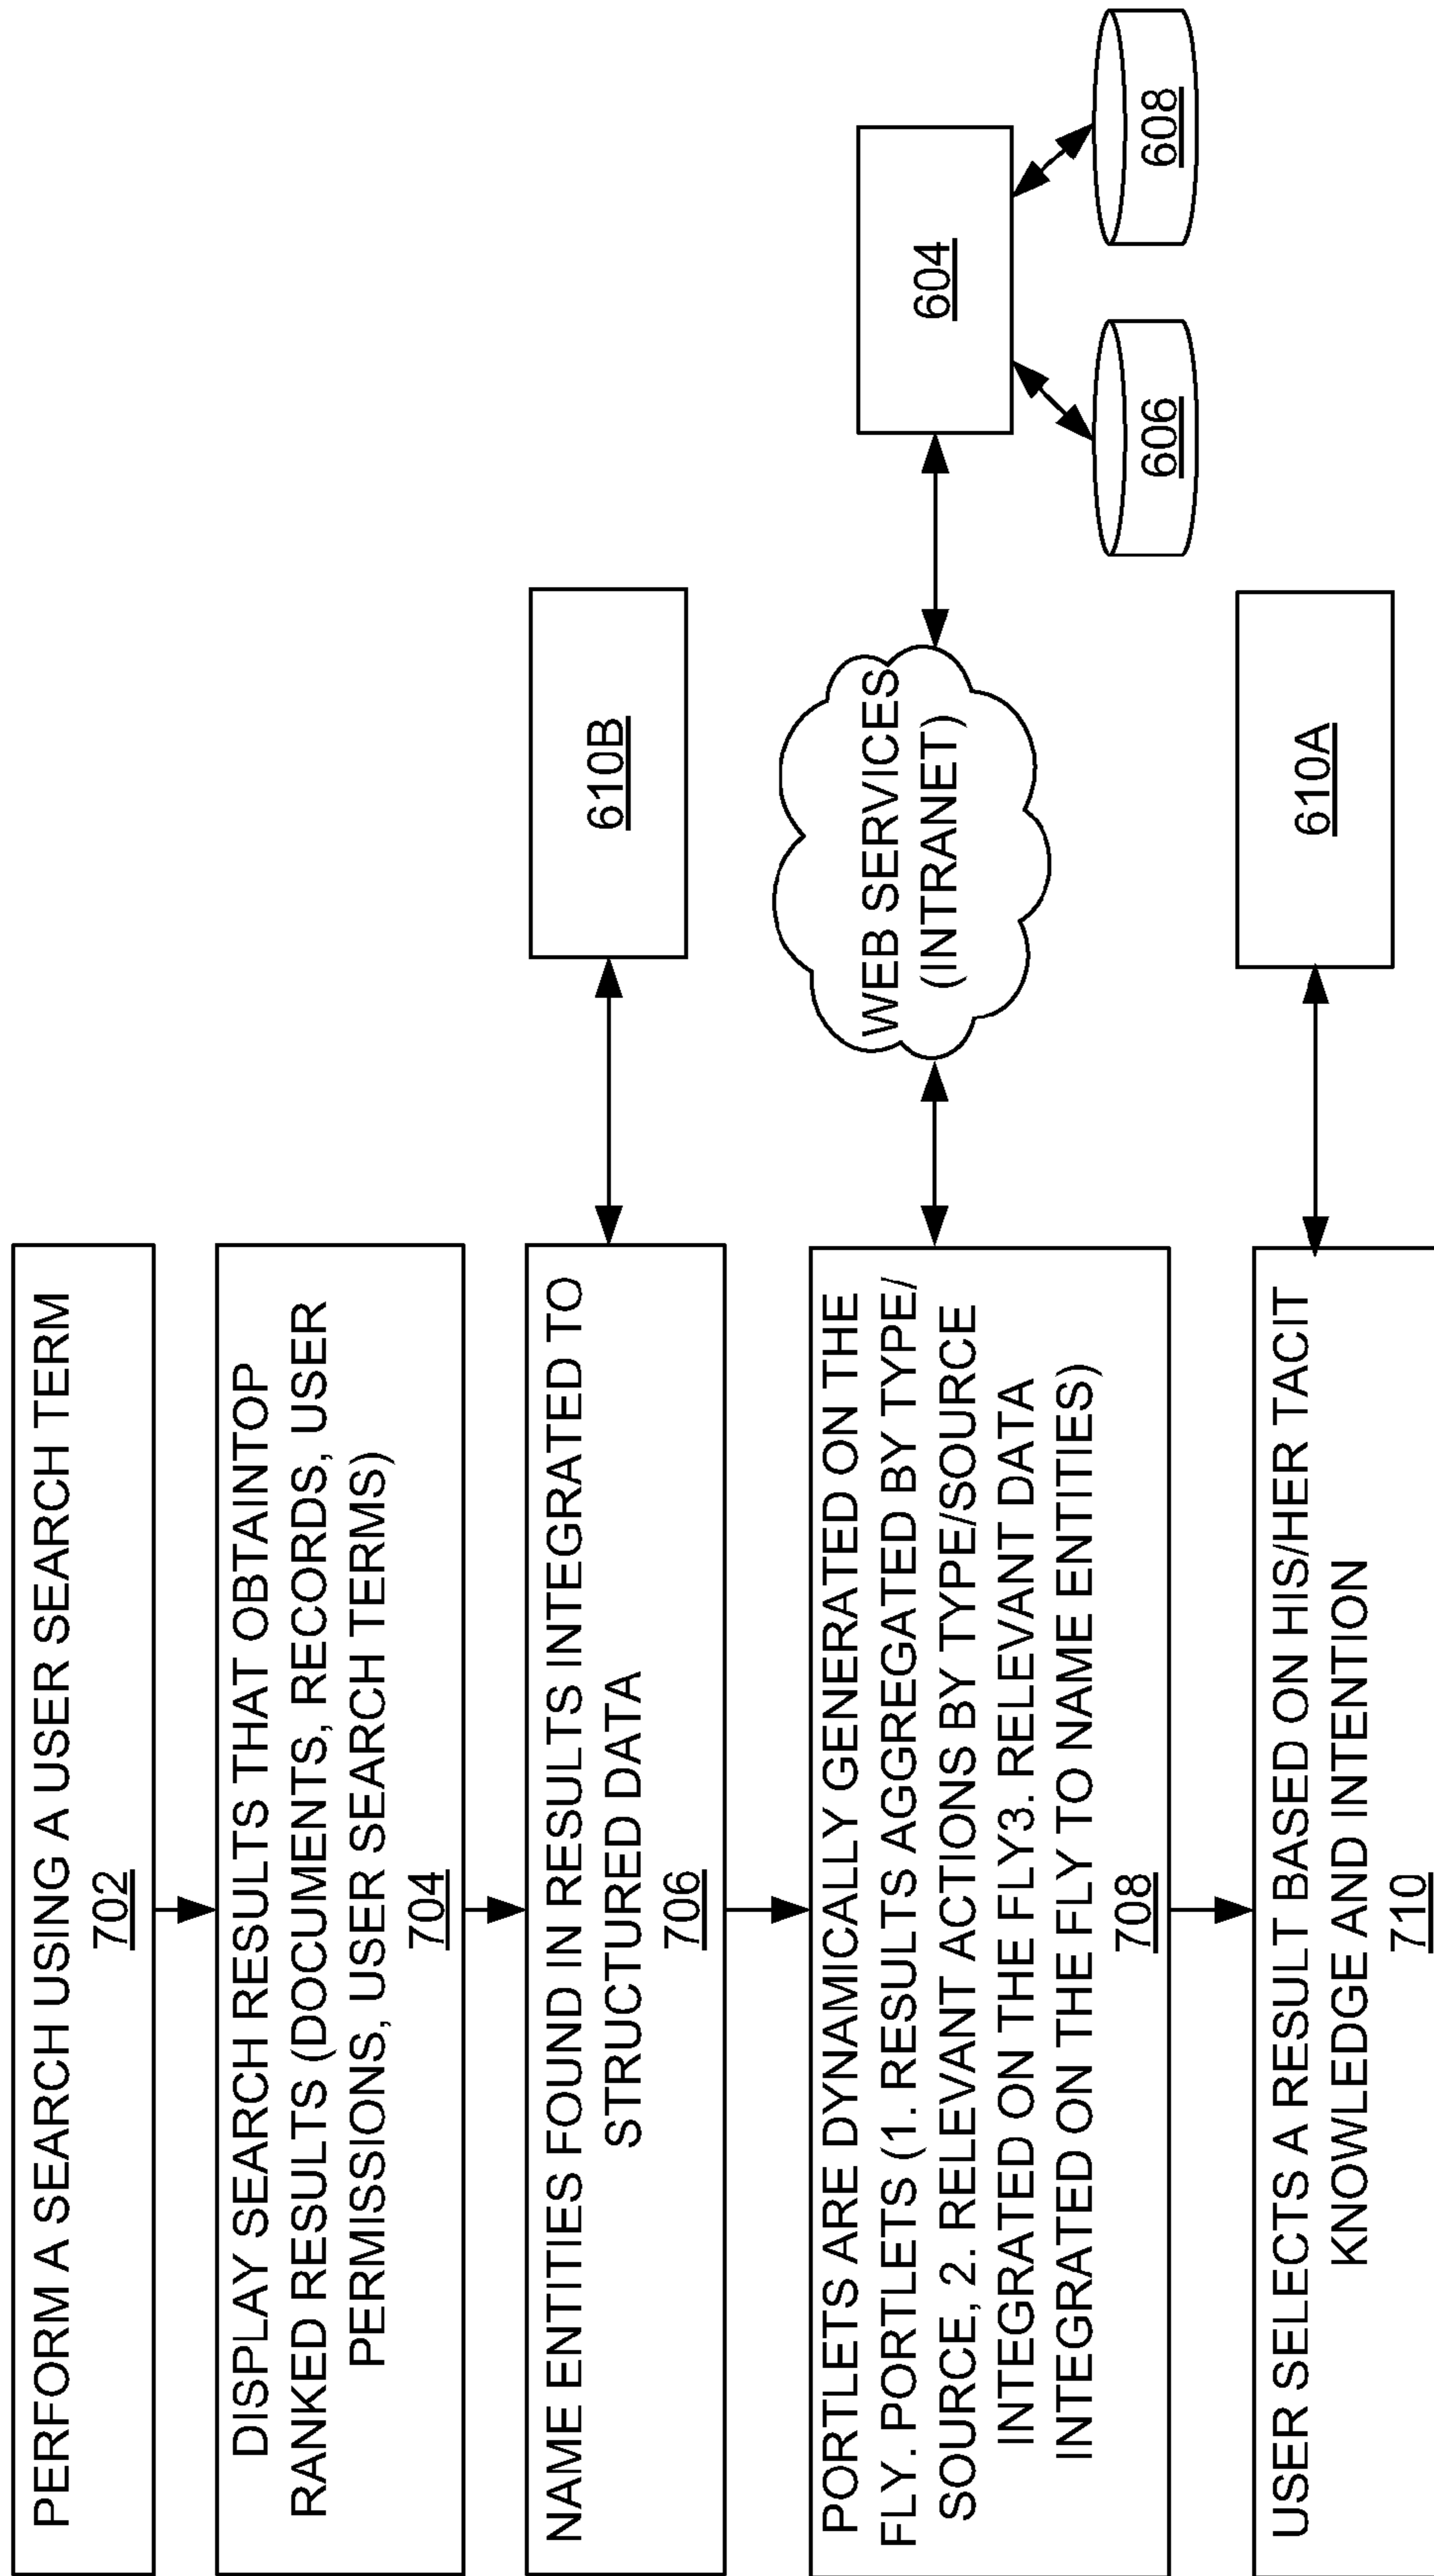 PERFORM A SEARCH USING A USER SEARCH TERM
702
DISPLAY SEARCH RESULTS THAT OBTAINTOP
RANKED RESULTS (DOCUMENTS, RECORDS, USER
PERMISSIONS, USER SEARCH TERMS)
704
NAME ENTITIES FOUND IN RESULTS INTEGRATED TO
STRUCTURED DATA
706
610B
PORTLETS ARE DYNAMICALLY GENERATED ON THE
FLY. PORTLETS (1. RESULTS AGGREGATED BY TYPE/
SOURCE, 2. RELEVANT ACTIONS BY TYPE/SOURCE
INTEGRATED ON THE FLY3. RELEVANT DATA
INTEGRATED ON THE FLY TO NAME ENTITIES)
708
WEB SERVICES
(INTRANET)
604
606
608
USER SELECTS A RESULT BASED ON HIS/HER TACIT
KNOWLEDGE AND INTENTION
710
610A